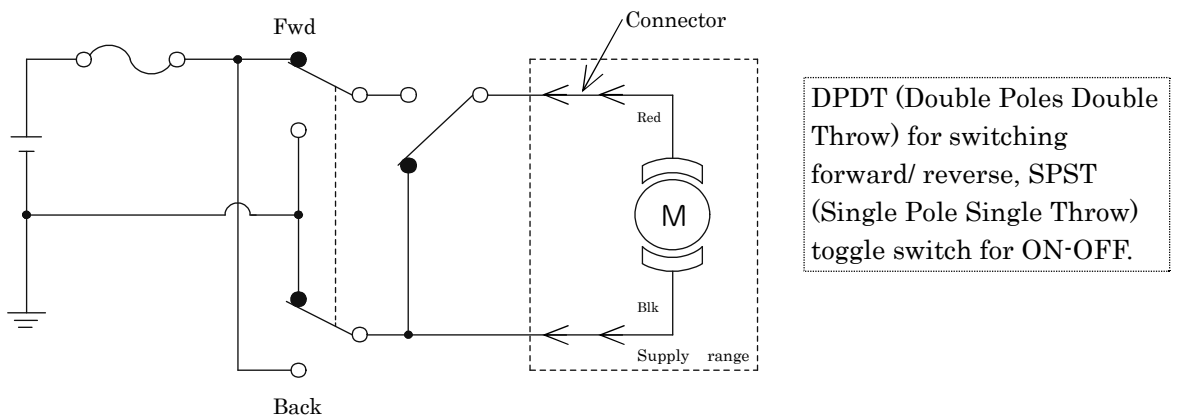 Fwd
Connector
Red
M
Blk
Supply range
Back
DPDT (Double Poles Double
Throw) for switching
forward/ reverse, SPST
(Single Pole Single Throw)
toggle switch for ON-OFF.